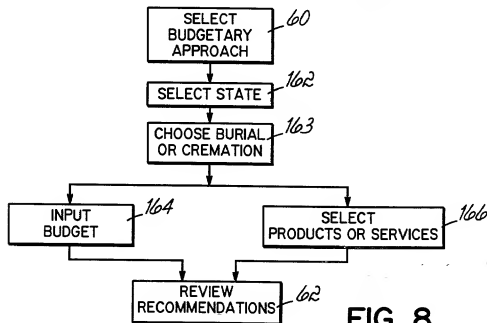 SELECT
BUDGETARY
APPROACH
60
SELECT STATE
162
CHOOSE BURIAL
OR CREMATION
163
INPUT
BUDGET
164
SELECT
PRODUCTS OR SERVICES
166
REVIEW
RECOMMENDATIONS
62
FIG. 8